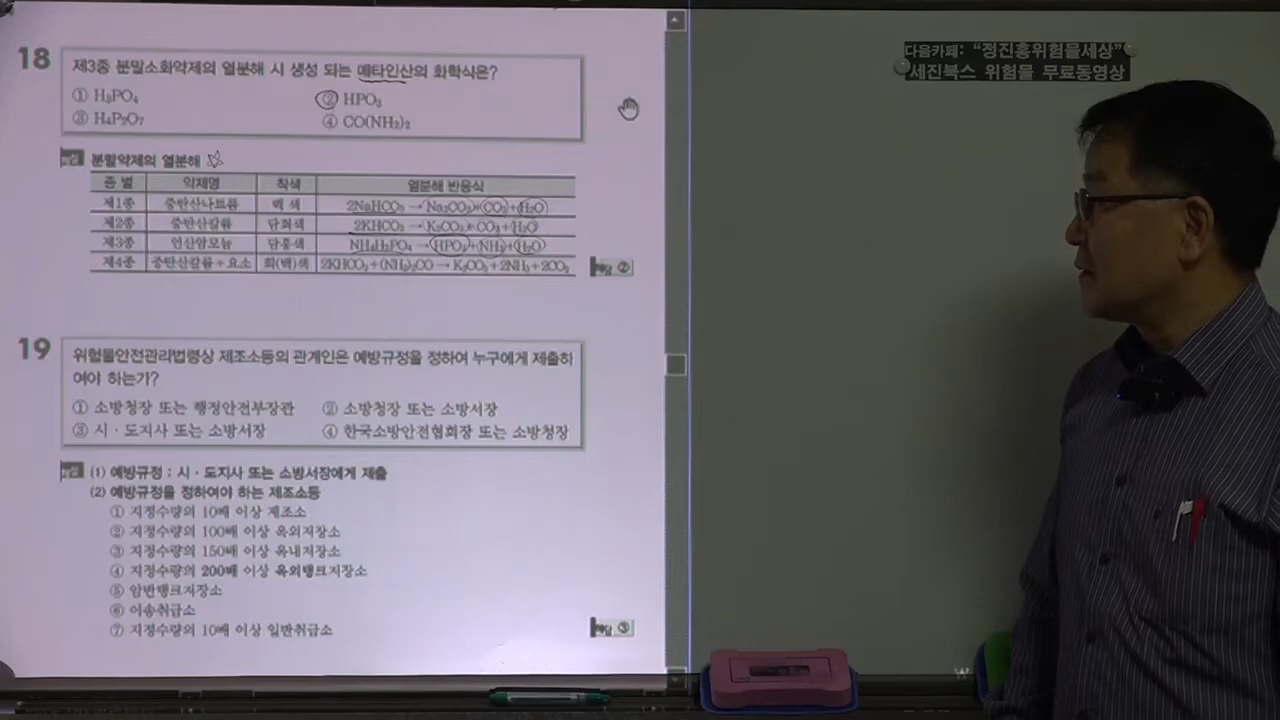 다음카페: “정진홍위험물세상”
세진북스 위험물 무료동영상
18
제3종 분말소화약제의 열분해 시 생성 되는 메타인산의 화학식은?
① H₃PO₄ ② HPO₃
③ H₄P₂O₇ ④ CO(NH₂)₂
분말약제의 열분해
종 별 약제명 착색 열분해 반응식
제1종 중탄산나트륨 백 색 2NaHCO₃ → Na₂CO₃+CO₂+H₂O
제2종 중탄산칼륨 담회색 2KHCO₃ → K₂CO₃+CO₂+H₂O
제3종 인산암모늄 담홍색 NH₄H₂PO₄ → HPO₃+NH₃+H₂O
제4종 중탄산칼륨+요소 회(백)색 2KHCO₃+(NH₂)₂CO → K₂CO₃+2NH₃+2CO₂
②
19
위험물안전관리법령상 제조소등의 관계인은 예방규정을 정하여 누구에게 제출하
여야 하는가?
① 소방청장 또는 행정안전부장관 ② 소방청장 또는 소방서장
③ 시·도지사 또는 소방서장 ④ 한국소방안전협회장 또는 소방청장
(1) 예방규정 : 시·도지사 또는 소방서장에게 제출
(2) 예방규정을 정하여야 하는 제조소등
① 지정수량의 10배 이상 제조소
② 지정수량의 100배 이상 옥외저장소
③ 지정수량의 150배 이상 옥내저장소
④ 지정수량의 200배 이상 옥외탱크저장소
⑤ 암반탱크저장소
⑥ 이송취급소
⑦ 지정수량의 10배 이상 일반취급소
③